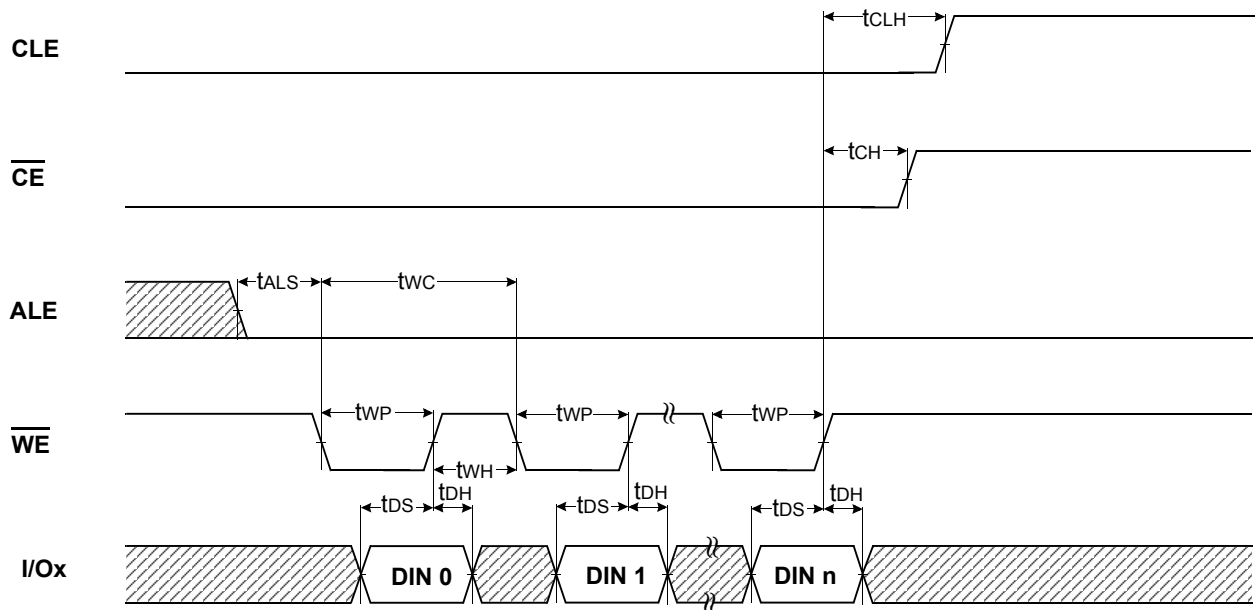 CLE
tCLH
CE
tCH
ALE
tALS
tWC
WE
tWP
tWP
tWP
tWH
I/Ox
tDS
tDH
tDS
tDH
tDS
tDH
DIN 0
DIN 1
DIN n